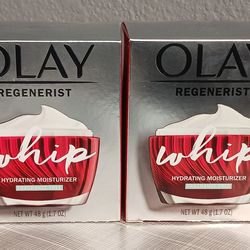 OLAY
REGENERIST
whip
HYDRATING MOISTURIZER
NET WT 48 g (1.7 OZ)
OLAY
REGENERIST
whip
HYDRATING MOISTURIZER
NET WT 48 g (1.7 OZ)